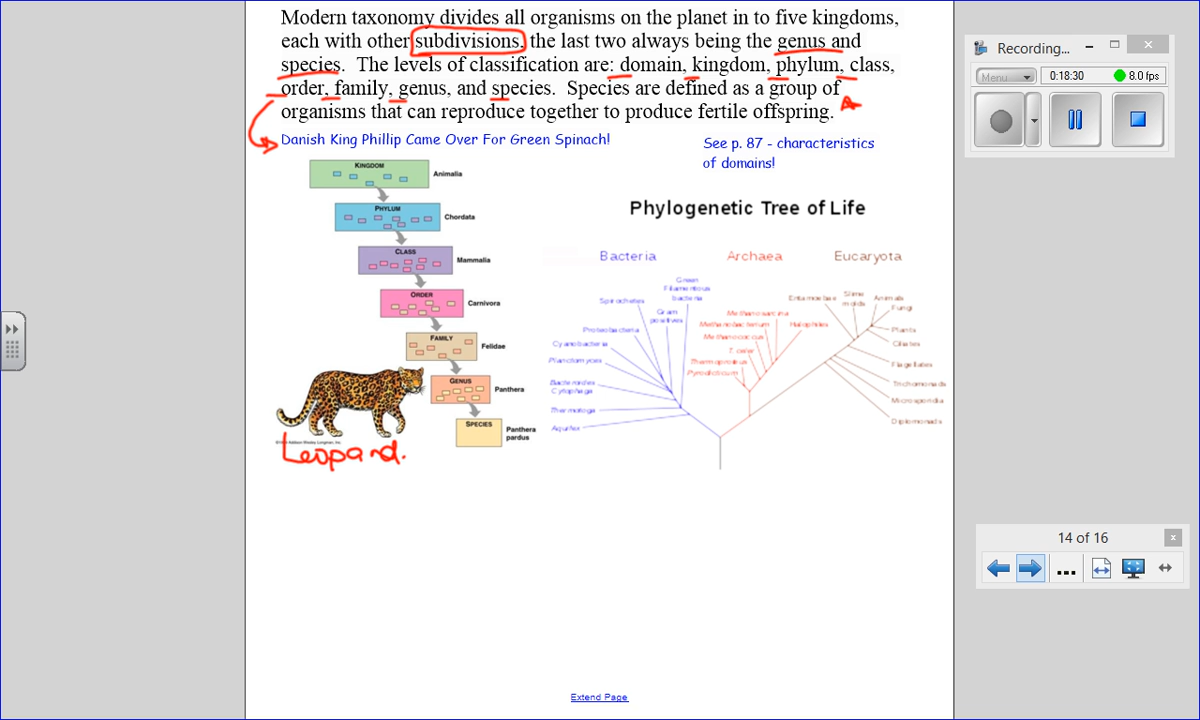 Modern taxonomy divides all organisms on the planet in to five kingdoms,
each with other subdivisions, the last two always being the genus and
species. The levels of classification are: domain, kingdom, phylum, class,
order, family, genus, and species. Species are defined as a group of
organisms that can reproduce together to produce fertile offspring.
Danish King Phillip Came Over For Green Spinach!
See p. 87 - characteristics
of domains!
KINGDOM
Animalia
PHYLUM
Chordata
CLASS
Mammalia
ORDER
Carnivora
FAMILY
Felidae
GENUS
Panthera
SPECIES
Panthera
pardus
Addison Wesley Longman, Inc.
Leopard.
Phylogenetic Tree of Life
Bacteria
Archaea
Eucaryota
Green
Filamentous
bacteria
Spirochetes
Gram
positives
Proteobacteria
Cyanobacteria
Planctomyces
Bacteroides
Cytophaga
Thermotoga
Aquifex
Methanosarcina
Methanobacterium
Halophiles
Methanococcus
T. celer
Thermoproteus
Pyrodicticum
Entamoebae
Slime
molds
Animals
Fungi
Plants
Ciliates
Flagellates
Trichomonads
Microsporidia
Diplomonads
Extend Page
Recording...
Menu
0:18:30
8.0 fps
14 of 16